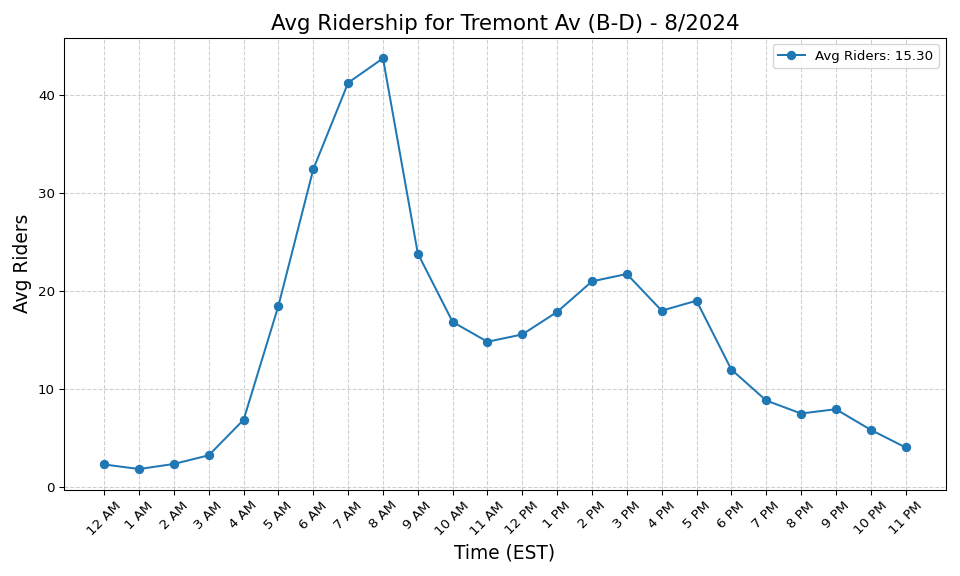 Avg Ridership for Tremont Av (B-D) - 8/2024
Avg Riders: 15.30
Avg Riders
40
30
20
10
0
12 AM
1 AM
2 AM
3 AM
4 AM
5 AM
6 AM
7 AM
8 AM
9 AM
10 AM
11 AM
12 PM
1 PM
2 PM
3 PM
4 PM
5 PM
6 PM
7 PM
8 PM
9 PM
10 PM
11 PM
Time (EST)